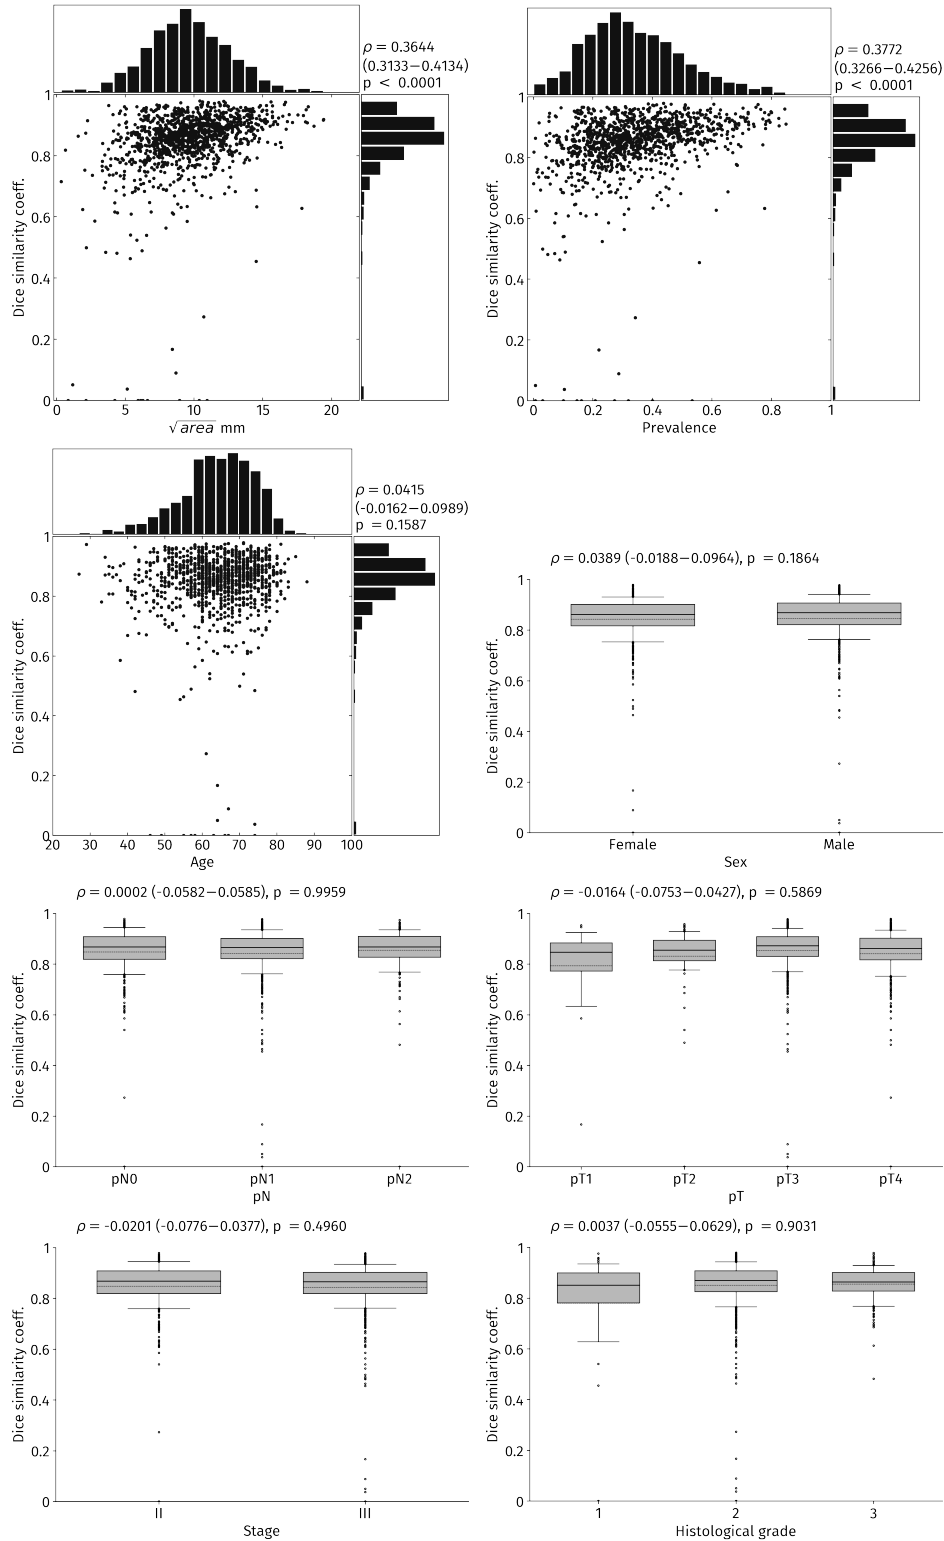 ρ = 0.3644
(0.3133−0.4134)
p < 0.0001
1
0.8
0.6
0.4
0.2
0
Dice similarity coeff.
0 5 10 15 20
√area mm
ρ = 0.3772
(0.3266−0.4256)
p < 0.0001
1
0.8
0.6
0.4
0.2
0
Dice similarity coeff.
0 0.2 0.4 0.6 0.8 1
Prevalence
ρ = 0.0415
(-0.0162−0.0989)
p = 0.1587
1
0.8
0.6
0.4
0.2
0
Dice similarity coeff.
20 30 40 50 60 70 80 90 100
Age
ρ = 0.0389 (-0.0188−0.0964), p = 0.1864
1
0.8
0.6
0.4
0.2
0
Dice similarity coeff.
Female Male
Sex
ρ = 0.0002 (-0.0582−0.0585), p = 0.9959
1
0.8
0.6
0.4
0.2
0
Dice similarity coeff.
pN0 pN1 pN2
pN
ρ = -0.0164 (-0.0753−0.0427), p = 0.5869
1
0.8
0.6
0.4
0.2
0
Dice similarity coeff.
pT1 pT2 pT3 pT4
pT
ρ = -0.0201 (-0.0776−0.0377), p = 0.4960
1
0.8
0.6
0.4
0.2
0
Dice similarity coeff.
II III
Stage
ρ = 0.0037 (-0.0555−0.0629), p = 0.9031
1
0.8
0.6
0.4
0.2
0
Dice similarity coeff.
1 2 3
Histological grade